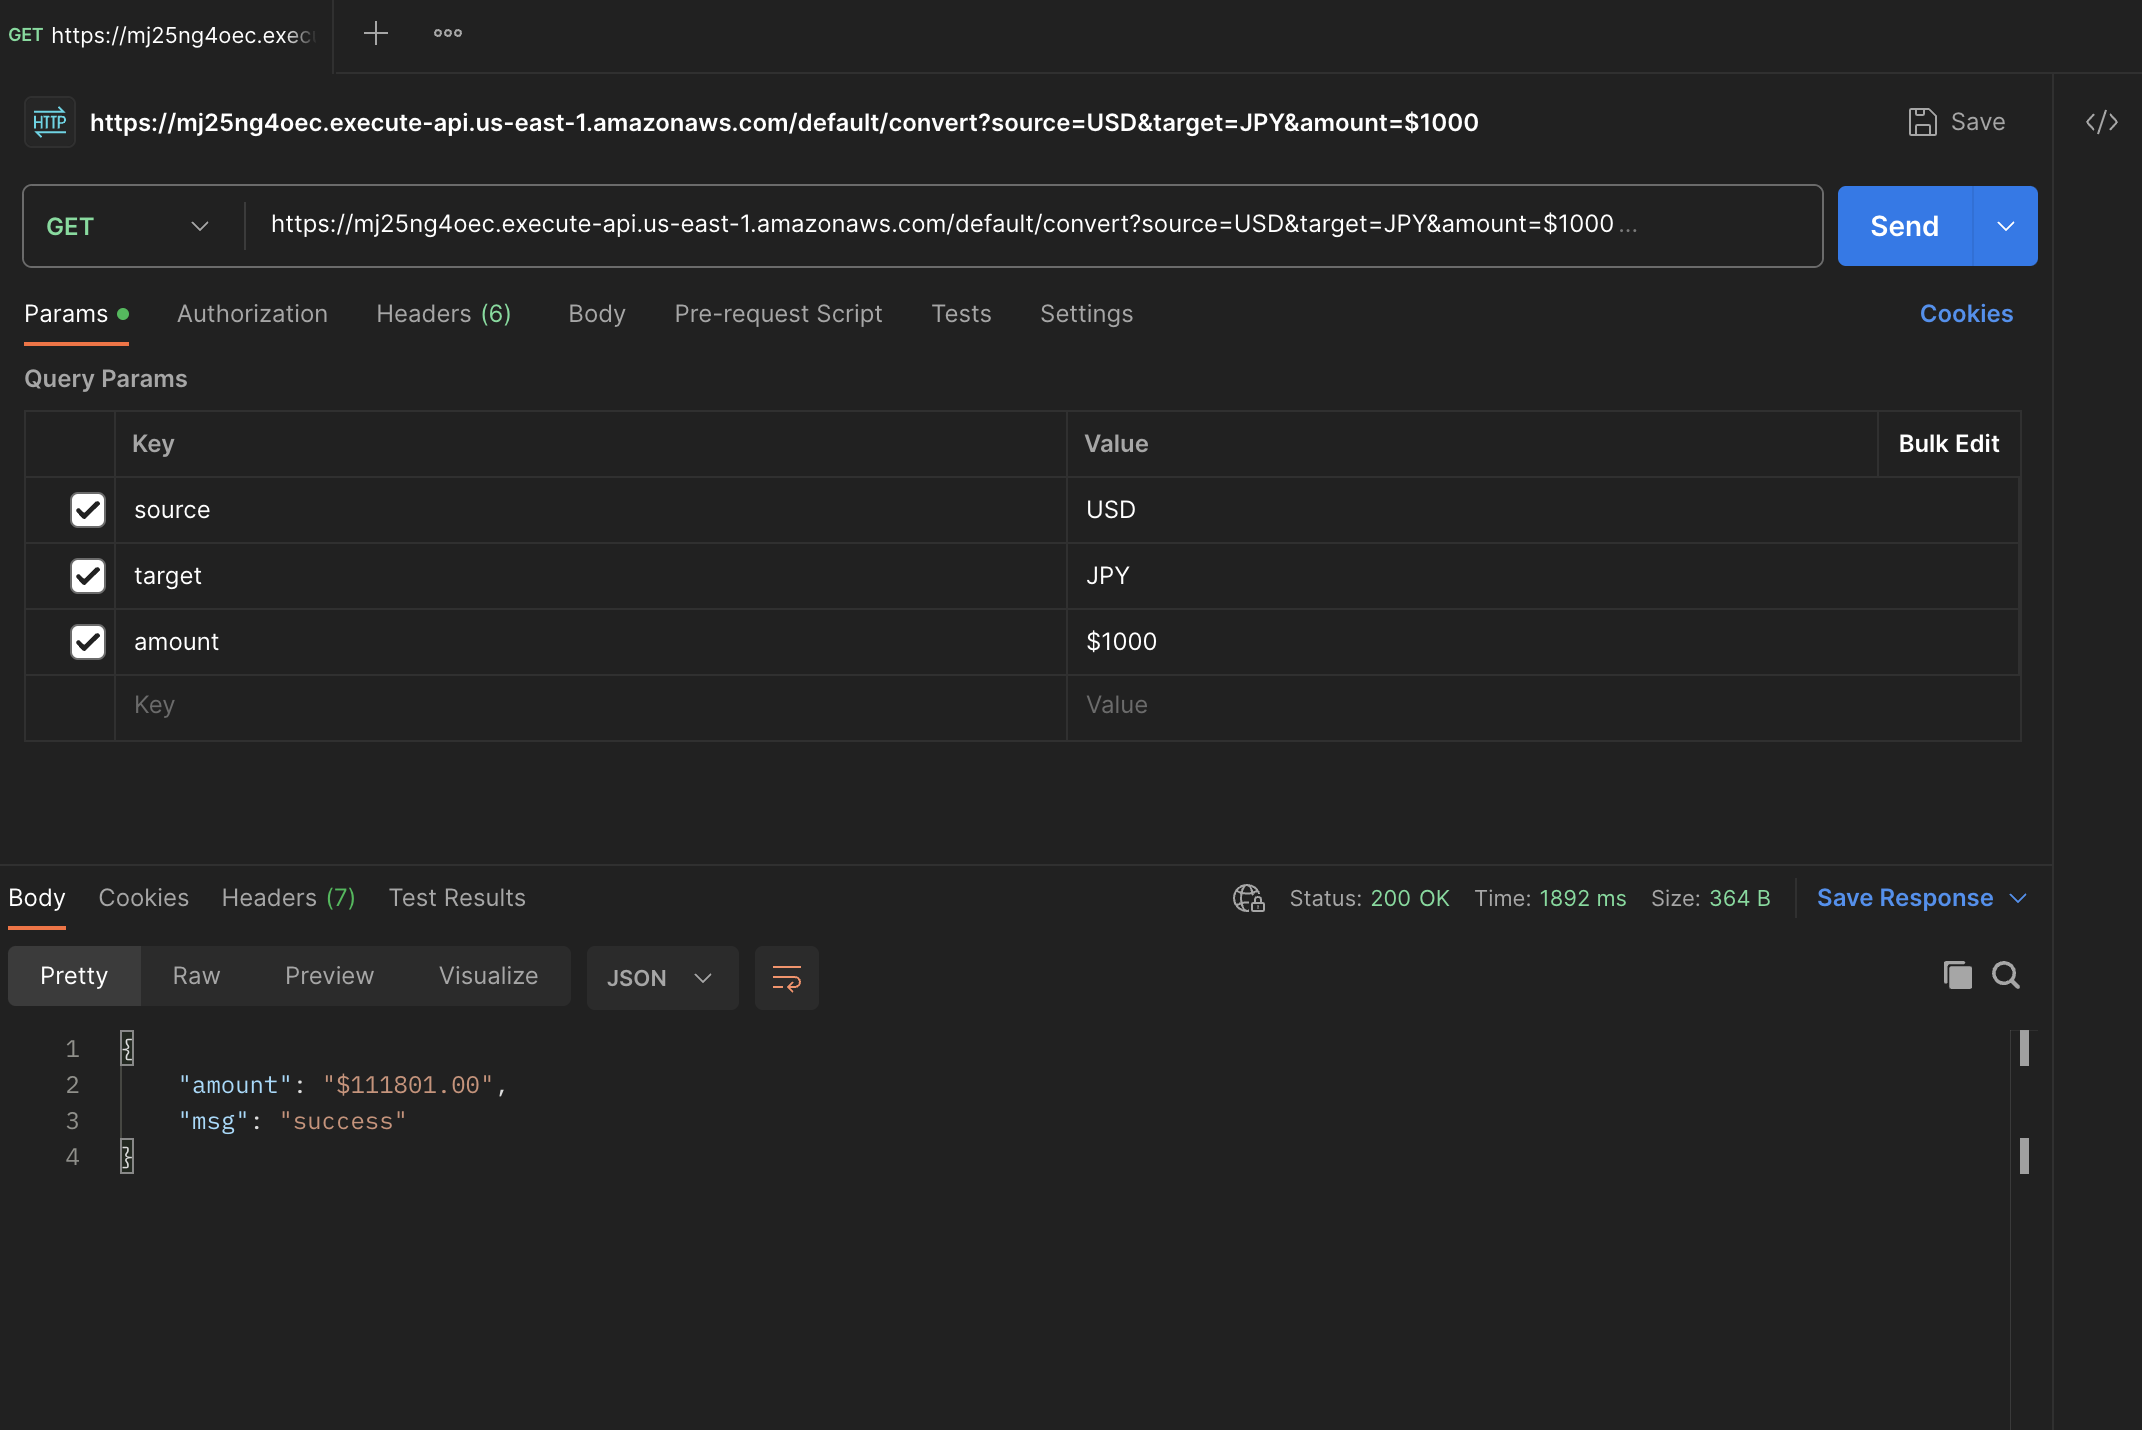 GET https://mj25ng4oec.exec
HTTP https://mj25ng4oec.execute-api.us-east-1.amazonaws.com/default/convert?source=USD&target=JPY&amount=$1000 Save </>
GET https://mj25ng4oec.execute-api.us-east-1.amazonaws.com/default/convert?source=USD&target=JPY&amount=$1000 ... Send
Params Authorization Headers (6) Body Pre-request Script Tests Settings Cookies
Query Params
Key Value Bulk Edit
source USD
target JPY
amount $1000
Key Value
Body Cookies Headers (7) Test Results Status: 200 OK Time: 1892 ms Size: 364 B Save Response
Pretty Raw Preview Visualize JSON
1 {
2 "amount": "$111801.00",
3 "msg": "success"
4 }